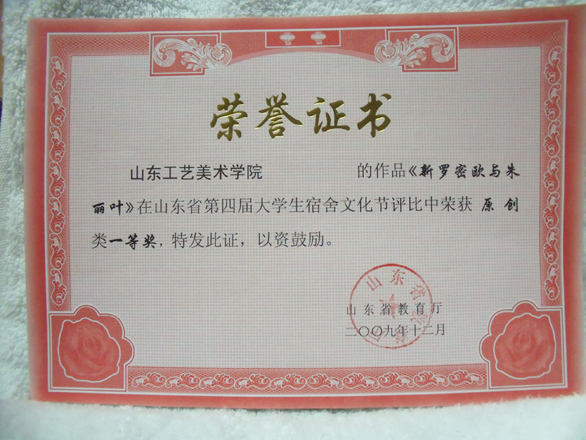 荣誉证书
山东工艺美术学院 的作品《新罗密欧与朱
丽叶》在山东省第四届大学生宿舍文化节评比中荣获 原 创
类一等奖，特发此证，以资鼓励。
山东省教育厅
二〇〇九年十二月
山东省